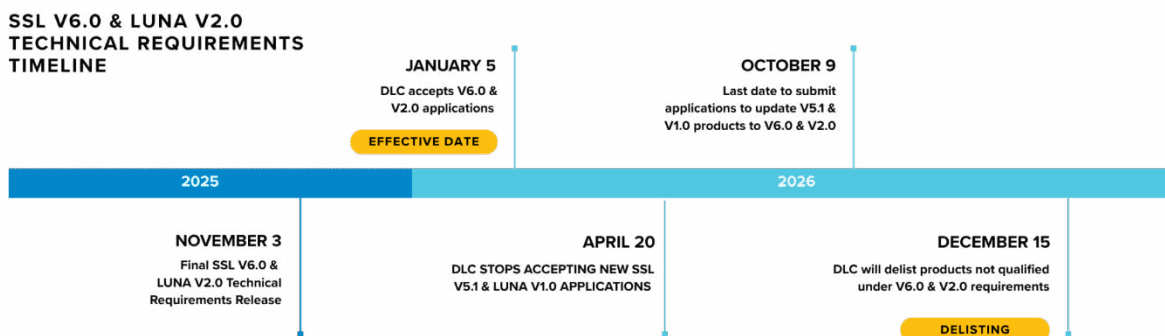 SSL V6.0 & LUNA V2.0
TECHNICAL REQUIREMENTS
TIMELINE
JANUARY 5
DLC accepts V6.0 &
V2.0 applications
EFFECTIVE DATE
OCTOBER 9
Last date to submit
applications to update V5.1 &
V1.0 products to V6.0 & V2.0
2025
2026
NOVEMBER 3
Final SSL V6.0 &
LUNA V2.0 Technical
Requirements Release
APRIL 20
DLC STOPS ACCEPTING NEW SSL
V5.1 & LUNA V1.0 APPLICATIONS
DECEMBER 15
DLC will delist products not qualified
under V6.0 & V2.0 requirements
DELISTING